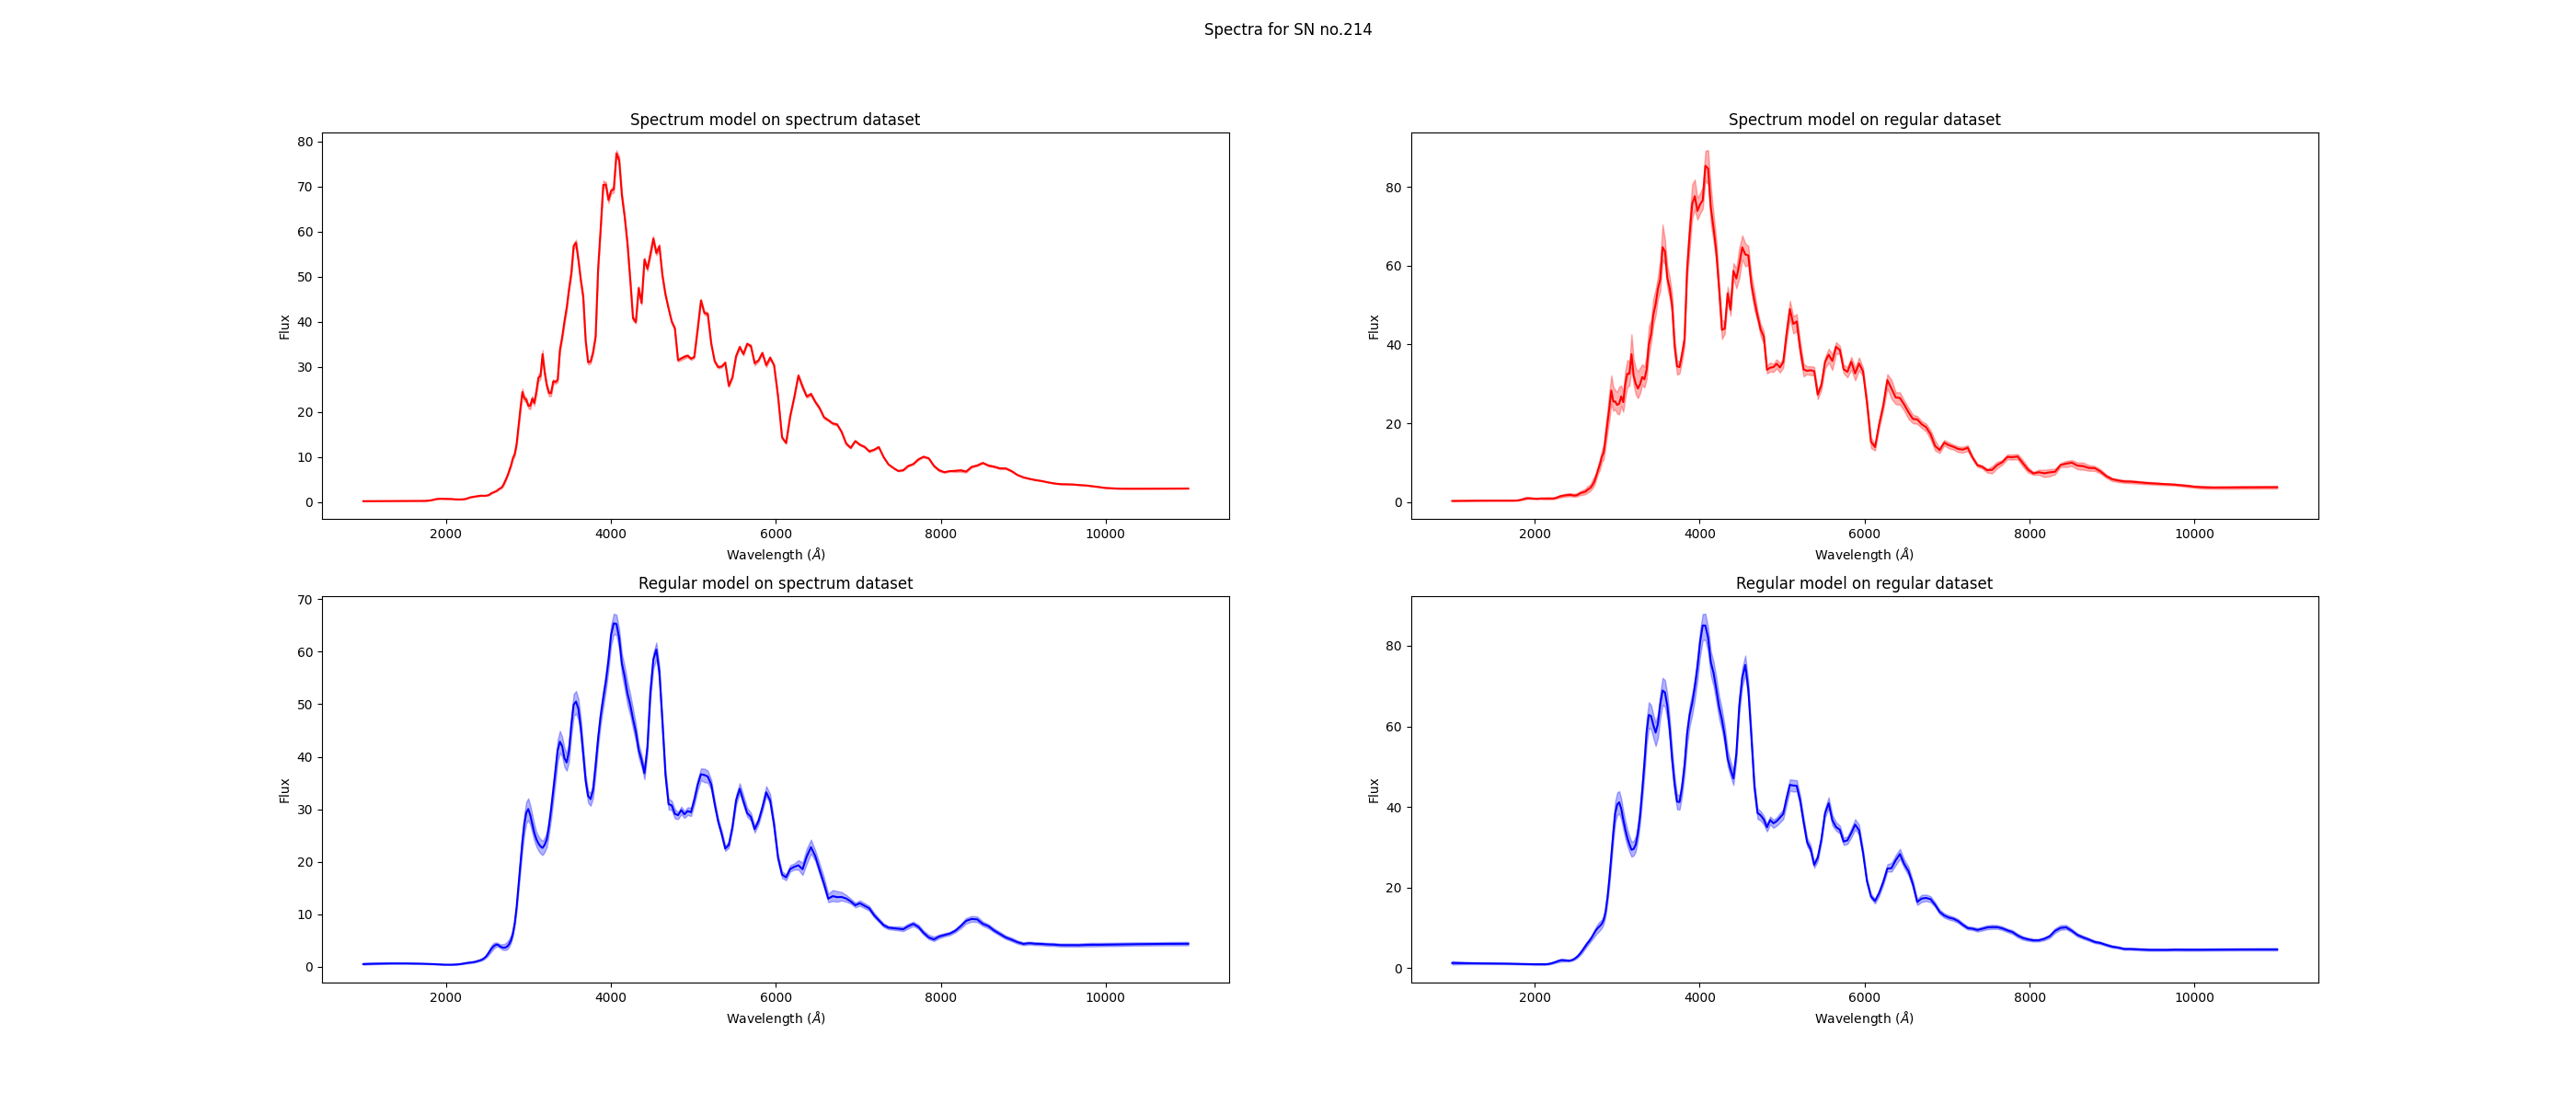 Spectra for SN no.214
Spectrum model on spectrum dataset
80
70
60
50
40
30
20
10
0
Flux
2000 4000 6000 8000 10000
Wavelength (Å)
Spectrum model on regular dataset
80
60
40
20
0
Flux
2000 4000 6000 8000 10000
Wavelength (Å)
Regular model on spectrum dataset
70
60
50
40
30
20
10
0
Flux
2000 4000 6000 8000 10000
Wavelength (Å)
Regular model on regular dataset
80
60
40
20
0
Flux
2000 4000 6000 8000 10000
Wavelength (Å)